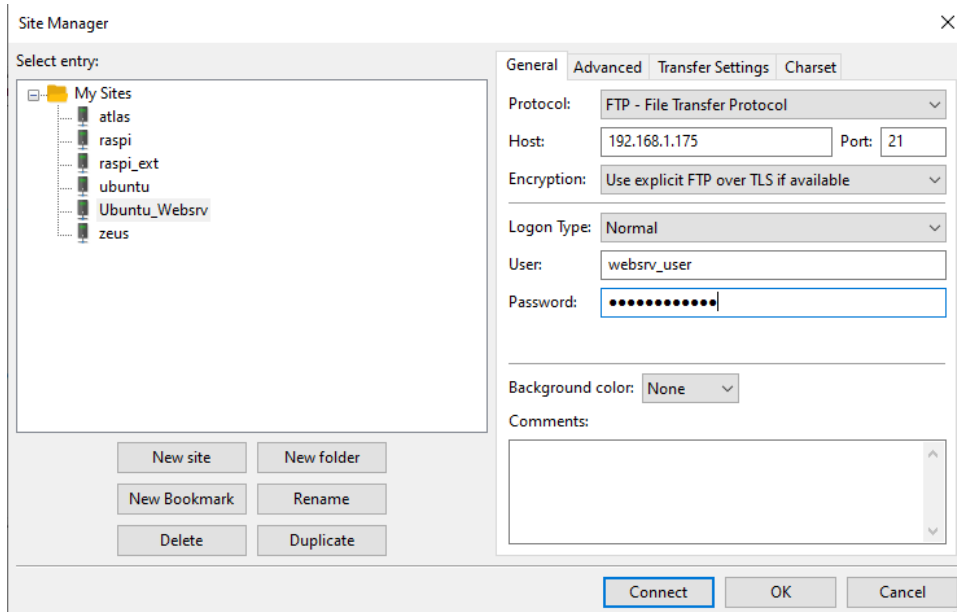 Site Manager
Select entry:
My Sites
atlas
raspi
raspi_ext
ubuntu
Ubuntu_Websrv
zeus
New site New folder
New Bookmark Rename
Delete Duplicate
General Advanced Transfer Settings Charset
Protocol: FTP - File Transfer Protocol
Host: 192.168.1.175 Port: 21
Encryption: Use explicit FTP over TLS if available
Logon Type: Normal
User: websrv_user
Password: ●●●●●●●●●●●●
Background color: None
Comments:
Connect OK Cancel